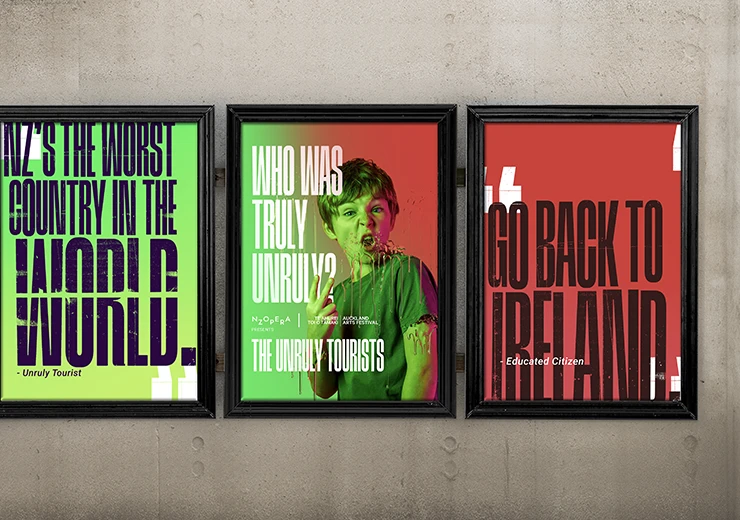 NZ'S THE WORST
COUNTRY IN THE
WORLD.
- Unruly Tourist
WHO WAS
TRULY
UNRULY?
NZOPERA
PRESENTS
AUCKLAND
ARTS FESTIVAL
THE UNRULY TOURISTS
GO BACK TO
IRELAND.
- Educated Citizen